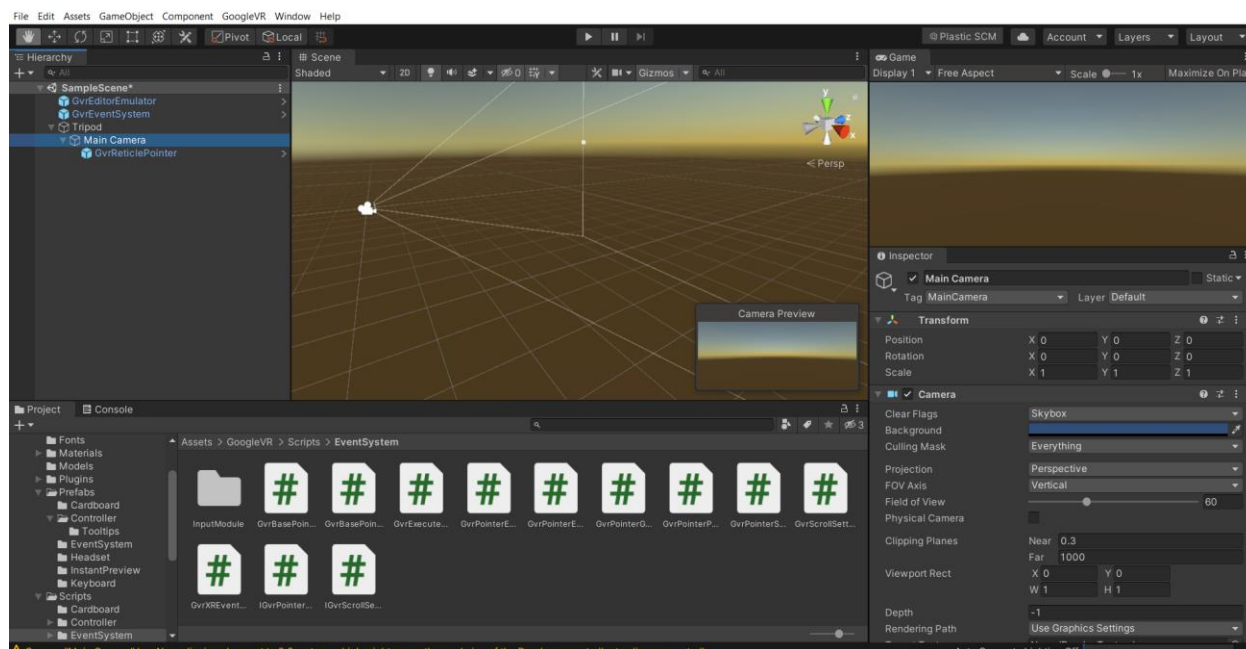 File Edit Assets GameObject Component GoogleVR Window Help
Pivot Local Plastic SCM Account Layers Layout
Hierarchy
All
SampleScene*
GvrEditorEmulator
GvrEventSystem
Tripod
Main Camera
GvrReticlePointer
Scene
Shaded 2D 0 Gizmos All
y
z
x
Persp
Camera Preview
Game
Display 1 Free Aspect Scale 1x Maximize On Pla
Inspector
Main Camera Static
Tag MainCamera Layer Default
Transform
Position X 0 Y 0 Z 0
Rotation X 0 Y 0 Z 0
Scale X 1 Y 1 Z 1
Camera
Clear Flags Skybox
Background
Culling Mask Everything
Projection Perspective
FOV Axis Vertical
Field of View 60
Physical Camera
Clipping Planes Near 0.3
Far 1000
Viewport Rect X 0 Y 0
W 1 H 1
Depth -1
Rendering Path Use Graphics Settings
Project Console
3
Fonts
Materials
Models
Plugins
Prefabs
Cardboard
Controller
Tooltips
EventSystem
Headset
InstantPreview
Keyboard
Scripts
Cardboard
Controller
EventSystem
Assets > GoogleVR > Scripts > EventSystem
InputModule GvrBasePoin... GvrBasePoin... GvrExecute... GvrPointerE... GvrPointerE... GvrPointerG... GvrPointerP... GvrPointerS... GvrScrollSett...
GvrXREvent... IGvrPointer... IGvrScrollSe...